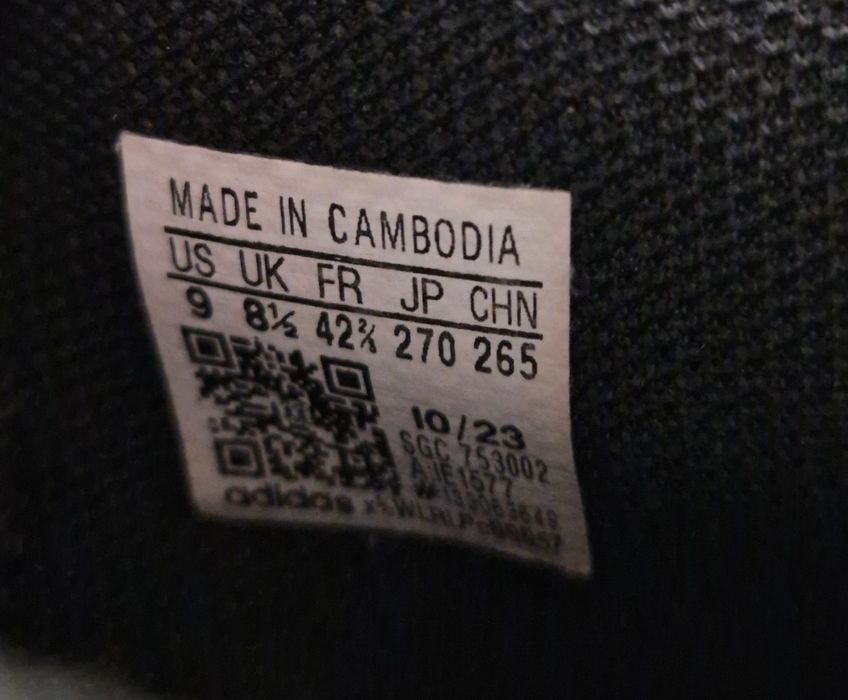 MADE IN CAMBODIA
US UK FR JP CHN
9 8½ 42⅔ 270 265
10/23
SGC 753002
A:IE1577
adidas